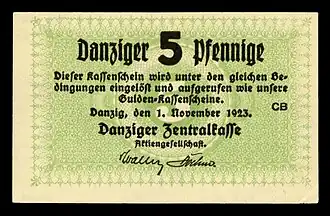 Danziger 5 Pfennige
Dieser Kassenschein wird unter den gleichen Be-
dingungen eingelöst und aufgerufen wie unsere
Gulden-Kassenscheine.
CB
Danzig, den 1. November 1923.
Danziger Zentralkasse
Aktiengesellschaft.